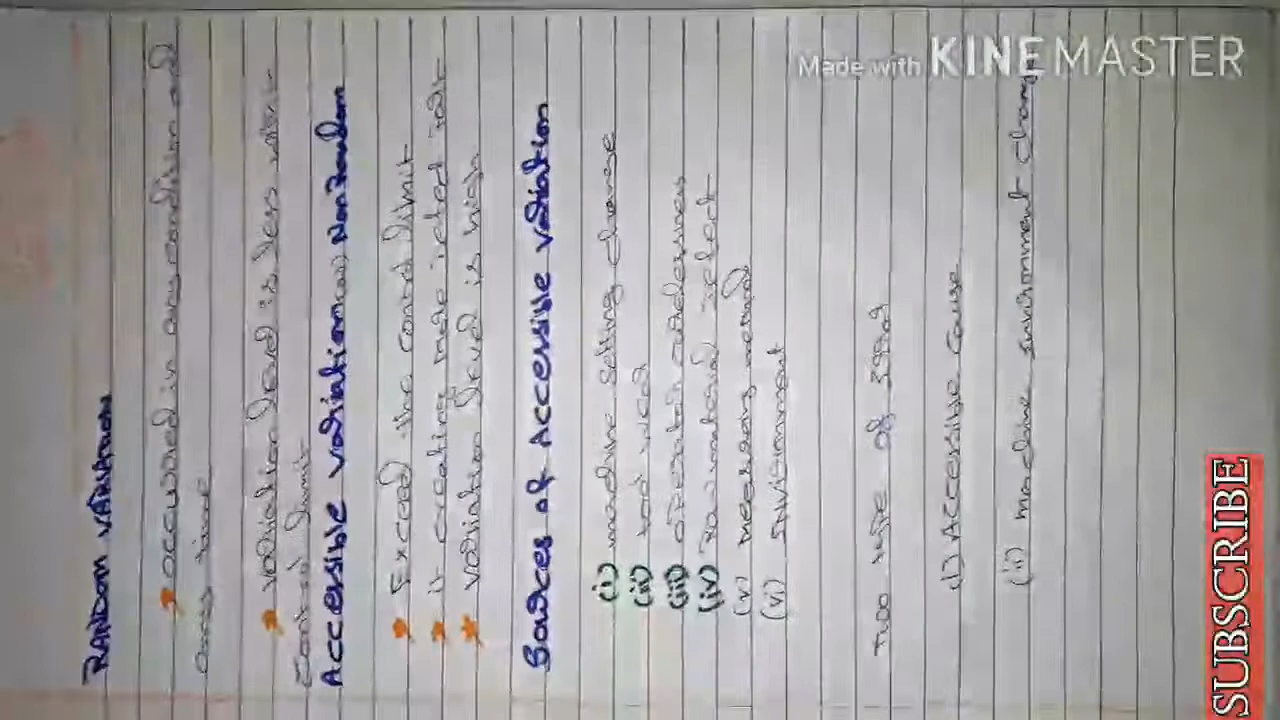 RANDOM VARIATION
occurred in any condition and
any time
variation level is less with
Control limit
Accessible variation (or) Non Random
Exceed the control limit
it creating more rejected rate
variation level is high
Sources of Accessible variation
(i) machine setting change
(ii) tool wear
(iii) operator carelessness
(iv) Raw material defect
(v) measuring method
(vi) Environment
Two type of error
(i) Accessible cause
(ii) machine environment change
Made with KINEMASTER
SUBSCRIBE